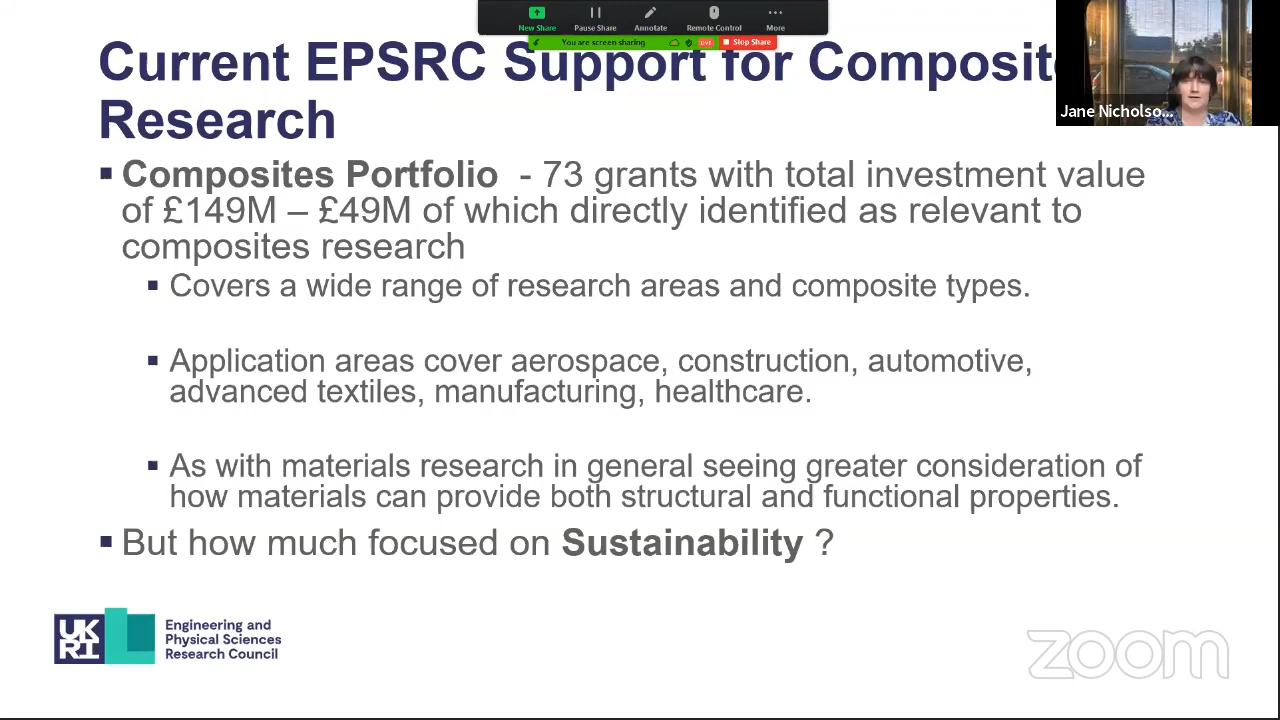 New Share
Pause Share
Annotate
Remote Control
More
You are screen sharing
LIVE
Stop Share
Current EPSRC Support for Composite
Research
Jane Nicholso...
▪ Composites Portfolio - 73 grants with total investment value
of £149M – £49M of which directly identified as relevant to
composites research
▪ Covers a wide range of research areas and composite types.
▪ Application areas cover aerospace, construction, automotive,
advanced textiles, manufacturing, healthcare.
▪ As with materials research in general seeing greater consideration of
how materials can provide both structural and functional properties.
▪ But how much focused on Sustainability ?
UK
RI
Engineering and
Physical Sciences
Research Council
zoom